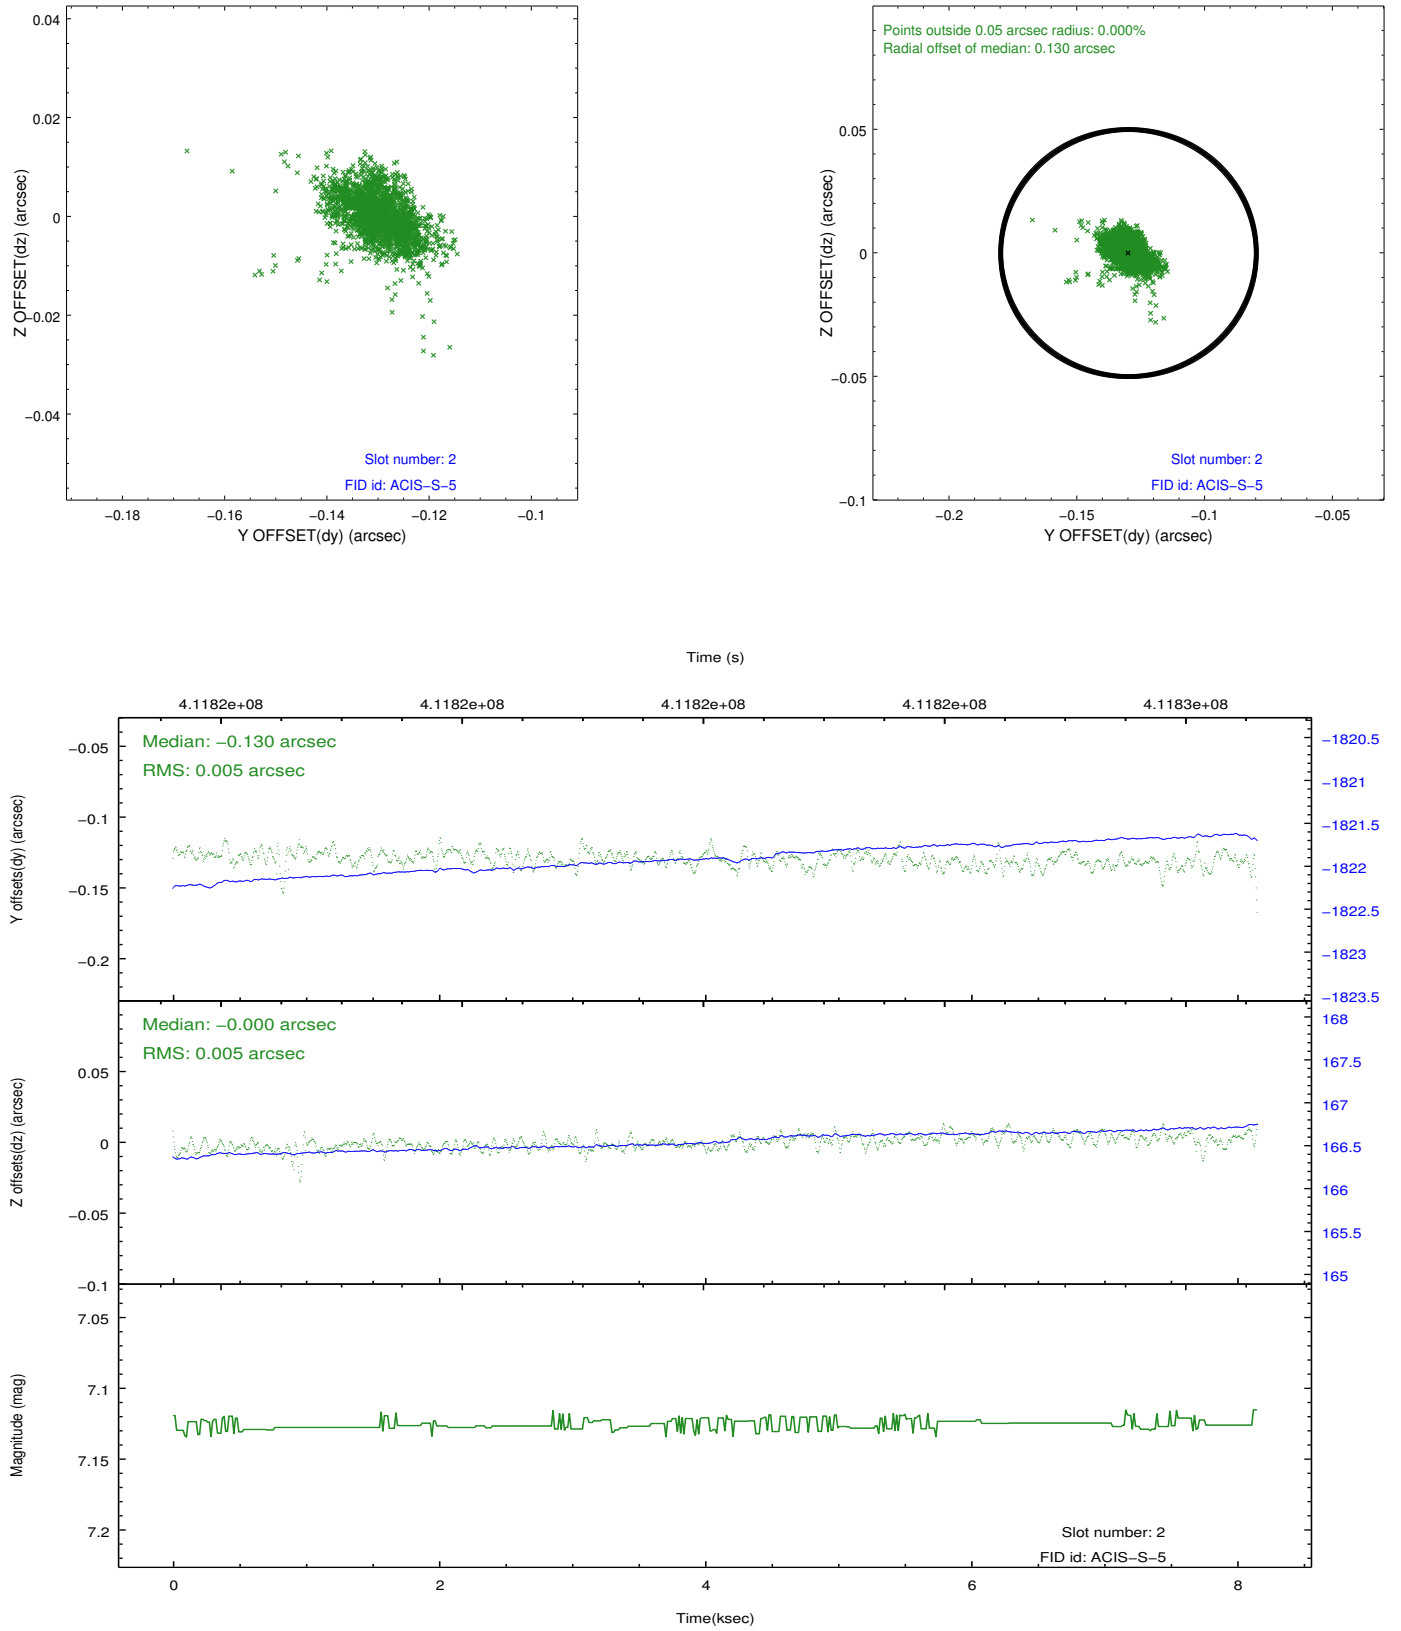 0.04
0.02
0
−0.02
−0.04
Z OFFSET(dz) (arcsec)
Slot number: 2
FID id: ACIS−S−5
−0.18 −0.16 −0.14 −0.12 −0.1
Y OFFSET(dy) (arcsec)
Points outside 0.05 arcsec radius: 0.000%
Radial offset of median: 0.130 arcsec
0.05
0
−0.05
−0.1
Z OFFSET(dz) (arcsec)
Slot number: 2
FID id: ACIS−S−5
−0.2 −0.15 −0.1 −0.05
Y OFFSET(dy) (arcsec)
Time (s)
4.1182e+08 4.1182e+08 4.1182e+08 4.1182e+08 4.1183e+08
Median: −0.130 arcsec
RMS: 0.005 arcsec
−0.05
−0.1
−0.15
−0.2
Y offsets(dy) (arcsec)
−1820.5
−1821
−1821.5
−1822
−1822.5
−1823
−1823.5
Median: −0.000 arcsec
RMS: 0.005 arcsec
0.05
0
−0.05
−0.1
Z offsets(dz) (arcsec)
168
167.5
167
166.5
166
165.5
165
7.05
7.1
7.15
7.2
Magnitude (mag)
Slot number: 2
FID id: ACIS−S−5
0 2 4 6 8
Time(ksec)